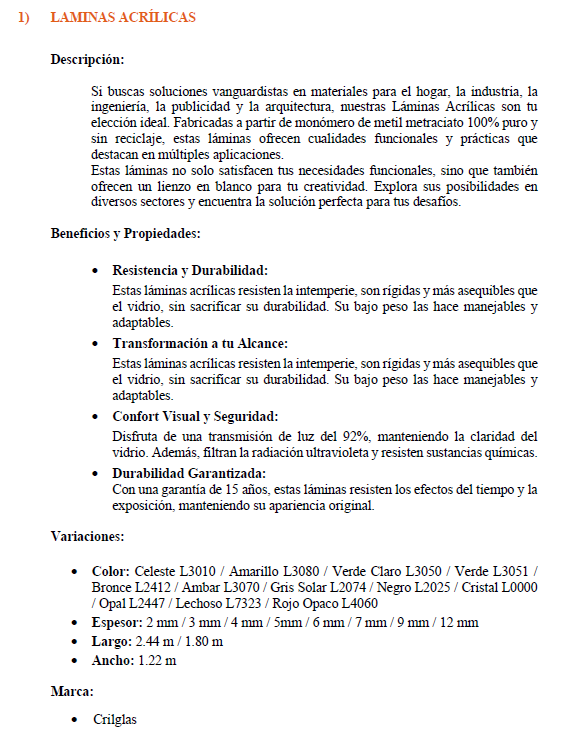 1) LAMINAS ACRÍLICAS
Descripción:
Si buscas soluciones vanguardistas en materiales para el hogar, la industria, la
ingeniería, la publicidad y la arquitectura, nuestras Láminas Acrílicas son tu
elección ideal. Fabricadas a partir de monómero de metil metraciato 100% puro y
sin reciclaje, estas láminas ofrecen cualidades funcionales y prácticas que
destacan en múltiples aplicaciones.
Estas láminas no solo satisfacen tus necesidades funcionales, sino que también
ofrecen un lienzo en blanco para tu creatividad. Explora sus posibilidades en
diversos sectores y encuentra la solución perfecta para tus desafíos.
Beneficios y Propiedades:
• Resistencia y Durabilidad:
Estas láminas acrílicas resisten la intemperie, son rígidas y más asequibles que
el vidrio, sin sacrificar su durabilidad. Su bajo peso las hace manejables y
adaptables.
• Transformación a tu Alcance:
Estas láminas acrílicas resisten la intemperie, son rígidas y más asequibles que
el vidrio, sin sacrificar su durabilidad. Su bajo peso las hace manejables y
adaptables.
• Confort Visual y Seguridad:
Disfruta de una transmisión de luz del 92%, manteniendo la claridad del
vidrio. Además, filtran la radiación ultravioleta y resisten sustancias químicas.
• Durabilidad Garantizada:
Con una garantía de 15 años, estas láminas resisten los efectos del tiempo y la
exposición, manteniendo su apariencia original.
Variaciones:
• Color: Celeste L3010 / Amarillo L3080 / Verde Claro L3050 / Verde L3051 /
Bronce L2412 / Ambar L3070 / Gris Solar L2074 / Negro L2025 / Cristal L0000
/ Opal L2447 / Lechoso L7323 / Rojo Opaco L4060
• Espesor: 2 mm / 3 mm / 4 mm / 5mm / 6 mm / 7 mm / 9 mm / 12 mm
• Largo: 2.44 m / 1.80 m
• Ancho: 1.22 m
Marca:
• Crílglas